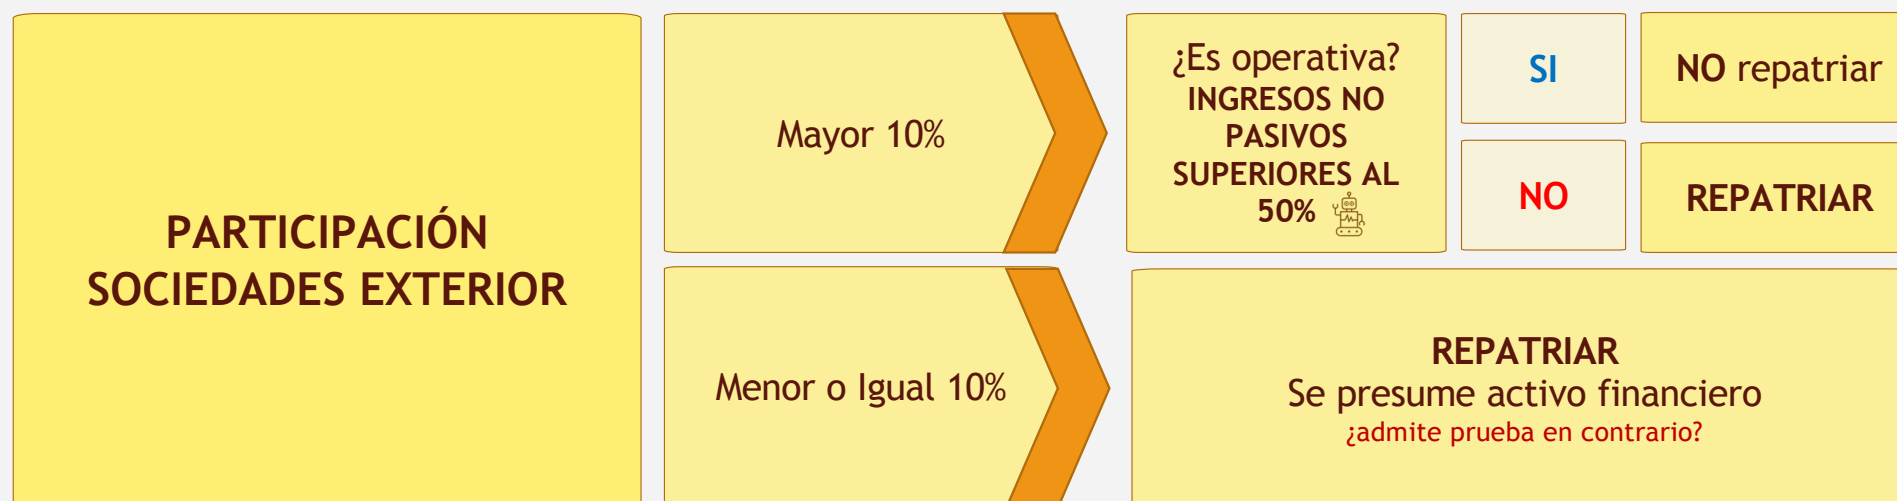 PARTICIPACIÓN
SOCIEDADES EXTERIOR
Mayor 10%
¿Es operativa?
INGRESOS NO
PASIVOS
SUPERIORES AL
50%
SI
NO repatriar
NO
REPATRIAR
Menor o Igual 10%
REPATRIAR
Se presume activo financiero
¿admite prueba en contrario?